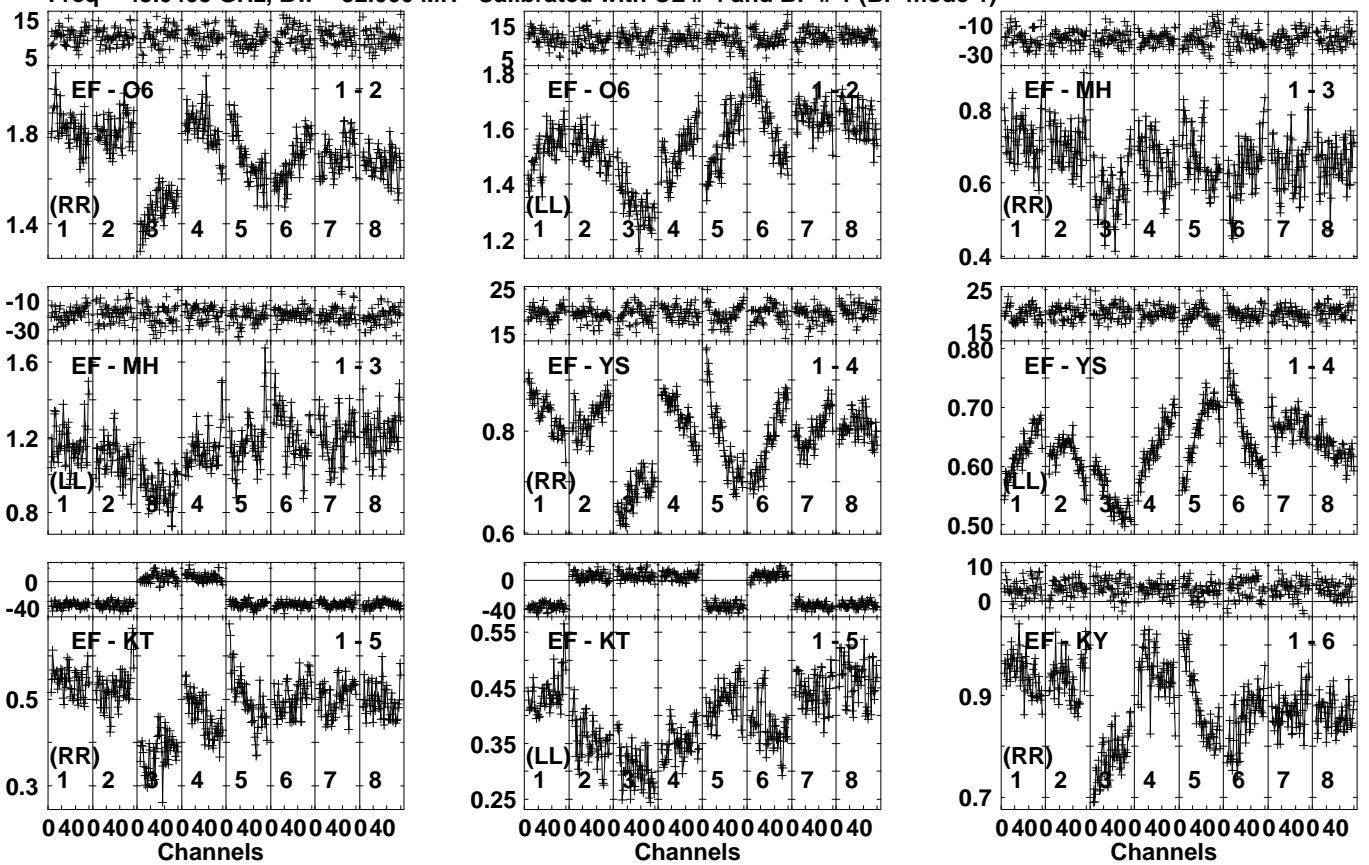 15 5 EF - O6 1 - 2 1.8 1.4 (RR) 1 2 3 4 5 6 7 8
15 5 EF - O6 1 - 2 1.8 1.6 1.4 1.2 (LL) 1 2 3 4 5 6 7 8
-10 -30 EF - MH 1 - 3 0.8 0.6 0.4 (RR) 1 2 3 4 5 6 7 8
-10 -30 EF - MH 1 - 3 1.6 1.2 0.8 (LL) 1 2 3 4 5 6 7 8
25 15 EF - YS 1 - 4 0.8 0.6 (RR) 1 2 3 4 5 6 7 8
25 15 EF - YS 1 - 4 0.80 0.70 0.60 0.50 (LL) 1 2 3 4 5 6 7 8
0 -40 EF - KT 1 - 5 0.5 0.3 (RR) 1 2 3 4 5 6 7 8
0 -40 EF - KT 1 - 5 0.55 0.45 0.35 0.25 (LL) 1 2 3 4 5 6 7 8
10 0 EF - KY 1 - 6 0.9 0.7 (RR) 1 2 3 4 5 6 7 8
0 40 0 40 0 40 0 40 0 40 0 40 0 40 0 40
Channels
0 40 0 40 0 40 0 40 0 40 0 40 0 40 0 40
0 40 0 40 0 40 0 40 0 40 0 40 0 40 0 40
Channels